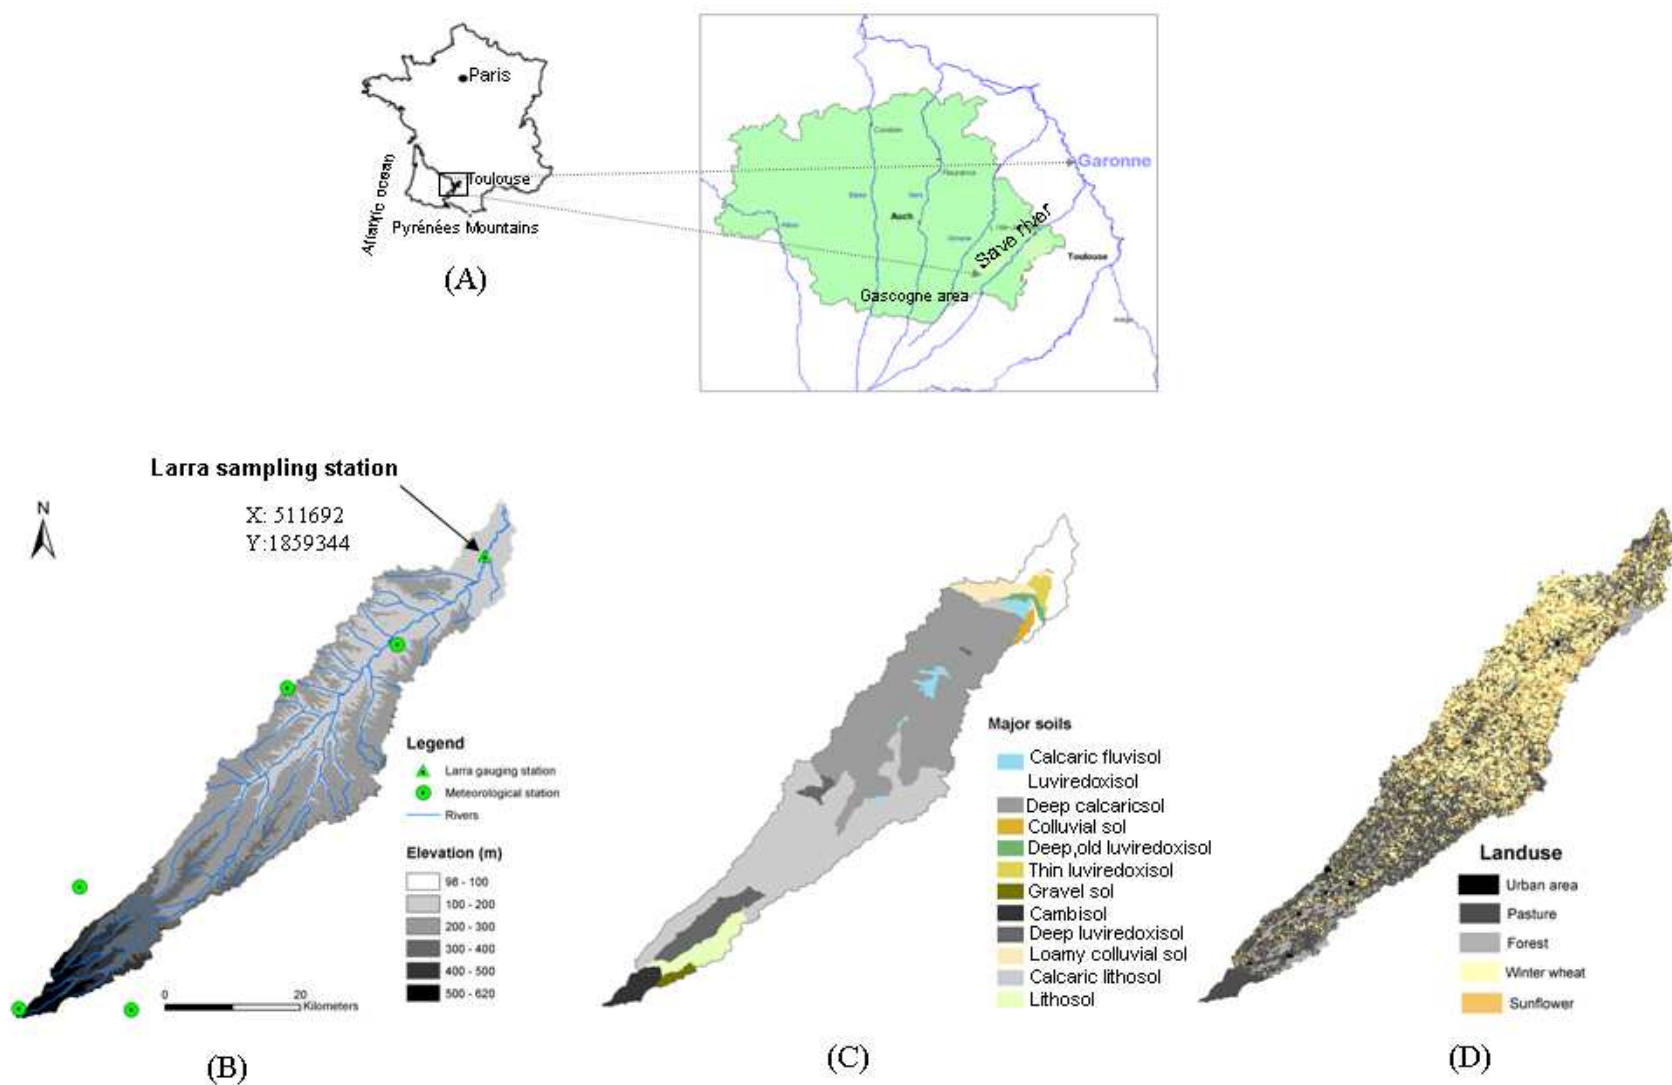 Paris
Toulouse
Atlantic ocean
Pyrénées Mountains
(A)
Garonne
Condom
Fleurance
Auch
Save river
Toulouse
Gascogne area
Larra sampling station
X: 511692
Y:1859344
N
Legend
Larra gauging station
Meteorological station
Rivers
Elevation (m)
98 - 100
100 - 200
200 - 300
300 - 400
400 - 500
500 - 620
0 20
Kilometers
(B)
Major soils
Calcaric fluvisol
Luviredoxisol
Deep calcaricsol
Colluvial sol
Deep,old luviredoxisol
Thin luviredoxisol
Gravel sol
Cambisol
Deep luviredoxisol
Loamy colluvial sol
Calcaric lithosol
Lithosol
(C)
Landuse
Urban area
Pasture
Forest
Winter wheat
Sunflower
(D)